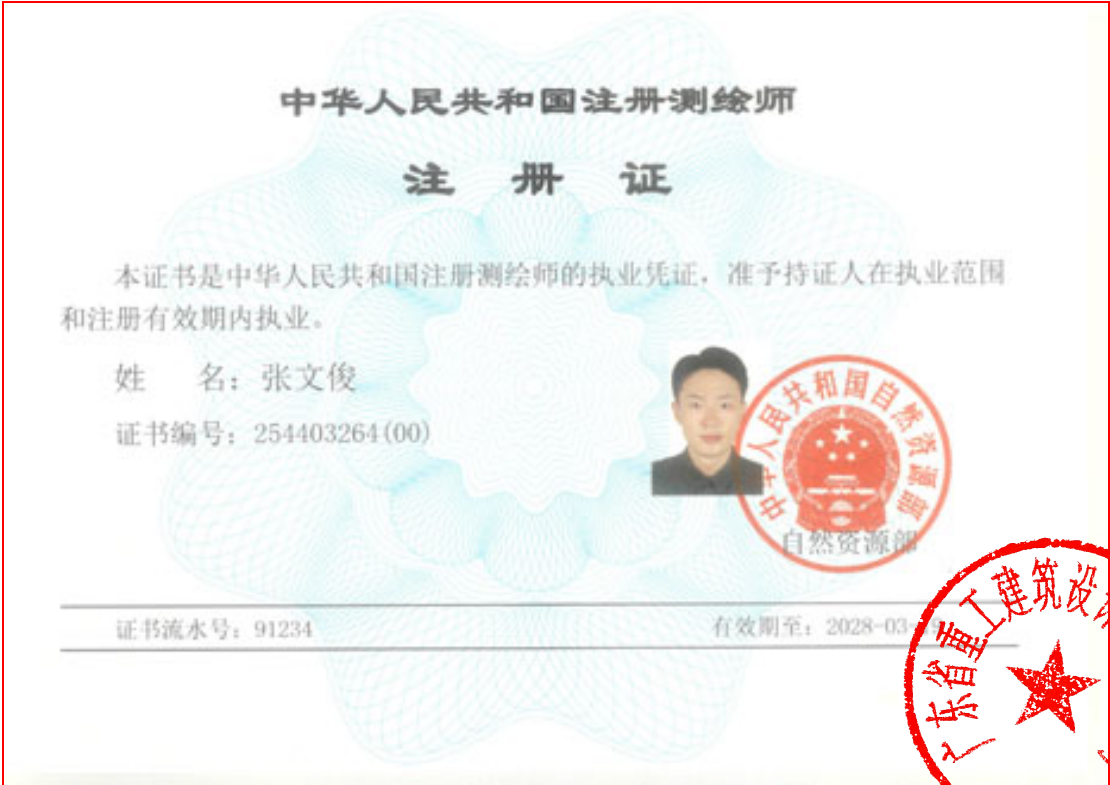 中华人民共和国注册测绘师
注册证
本证书是中华人民共和国注册测绘师的执业凭证，准予持证人在执业范围
和注册有效期内执业。
姓 名：张文俊
证书编号：254403264(00)
中华人民共和国自然资源部
自然资源部
证书流水号：91234
有效期至：2028-03-
广东省重工建筑设